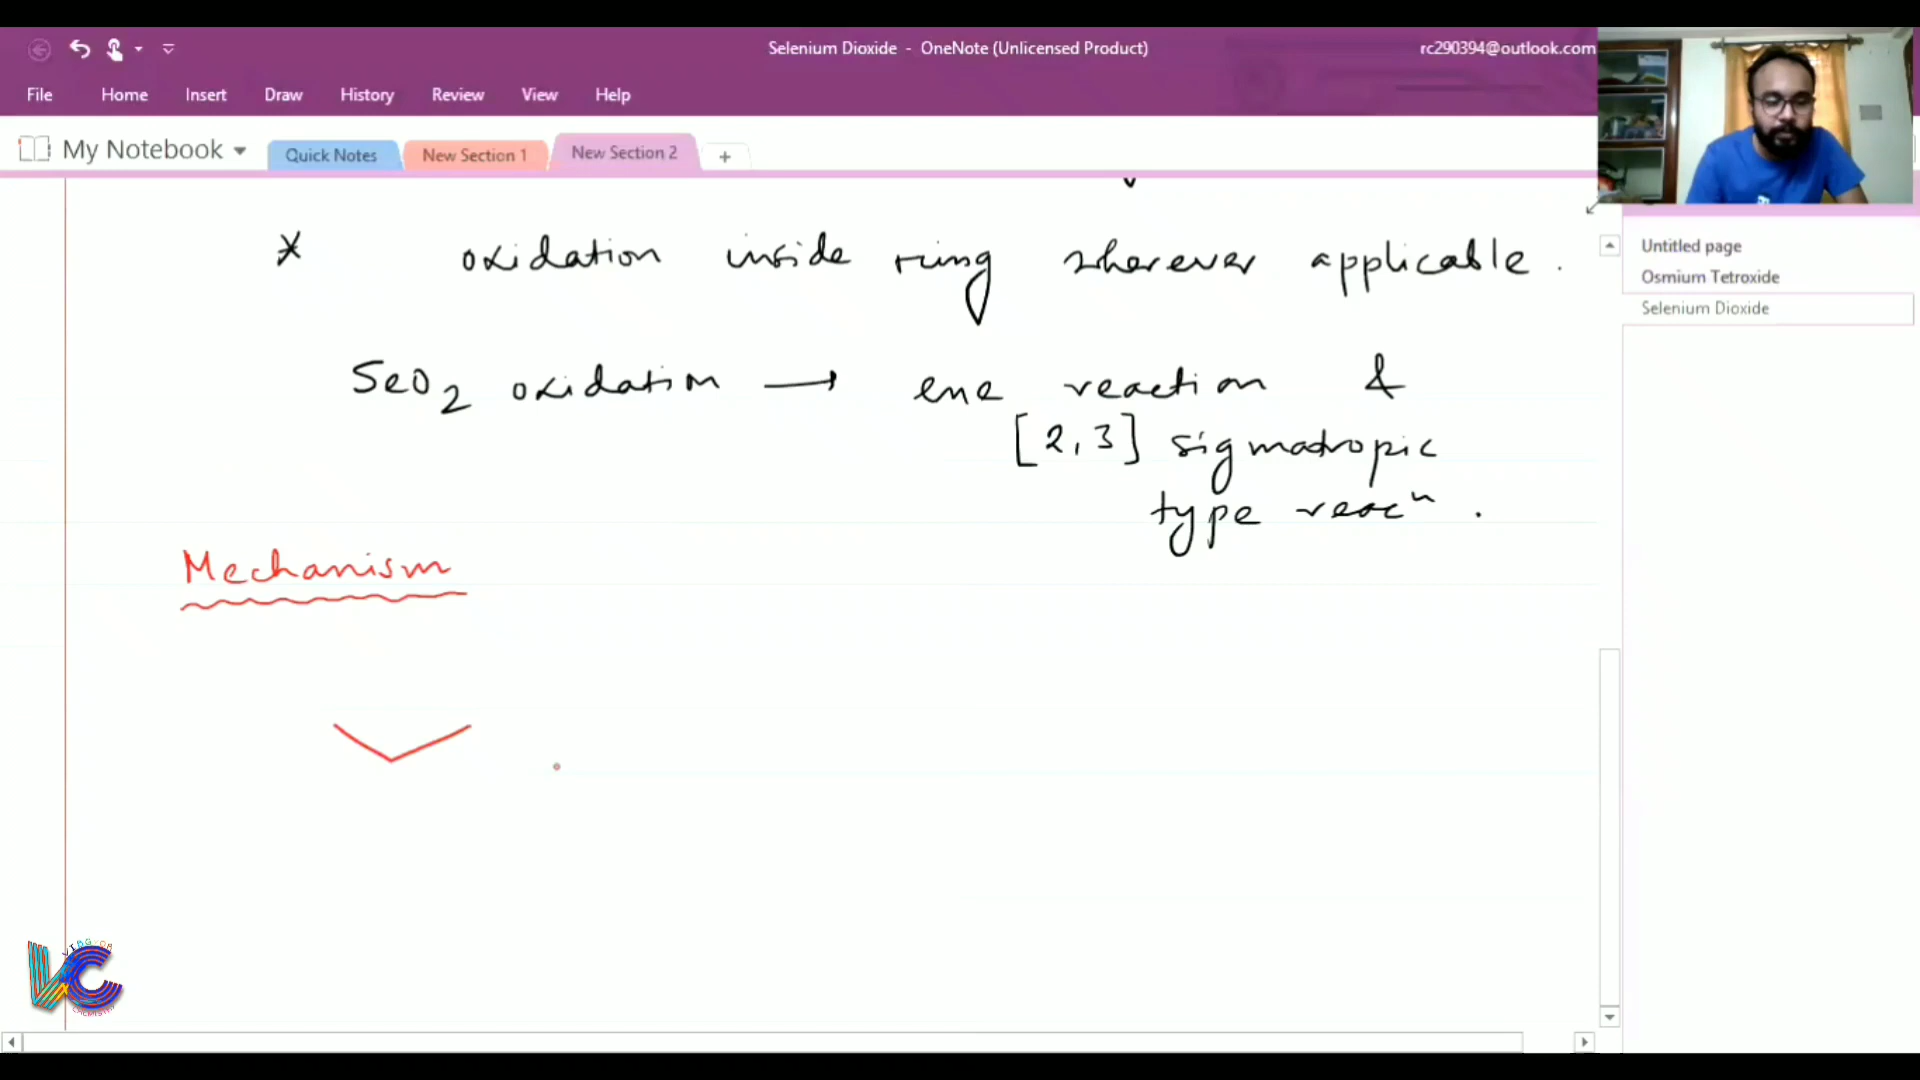 Selenium Dioxide - OneNote (Unlicensed Product)
rc290394@outlook.com
File Home Insert Draw History Review View Help
My Notebook
Quick Notes
New Section 1
New Section 2
+
Untitled page
Osmium Tetroxide
Selenium Dioxide
* oxidation inside ring wherever applicable.
SeO2 oxidation → ene reaction &
[2,3] sigmatropic
type reacn.
Mechanism
VC
CHEMISTRY